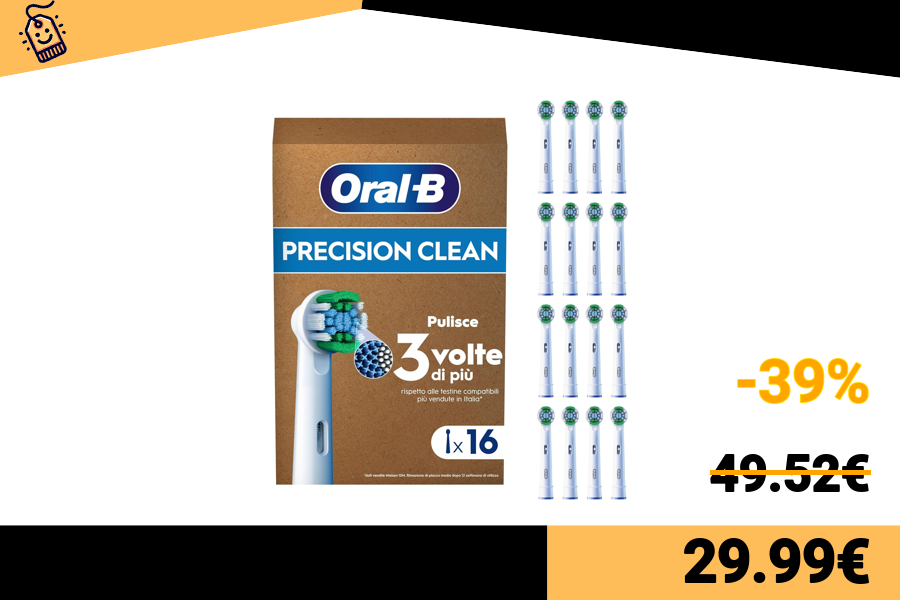 Oral-B
PRECISION CLEAN
Pulisce
3 volte
di più
rispetto alle testine compatibili
più vendute in Italia*
x 16
-39%
49.52€
29.99€